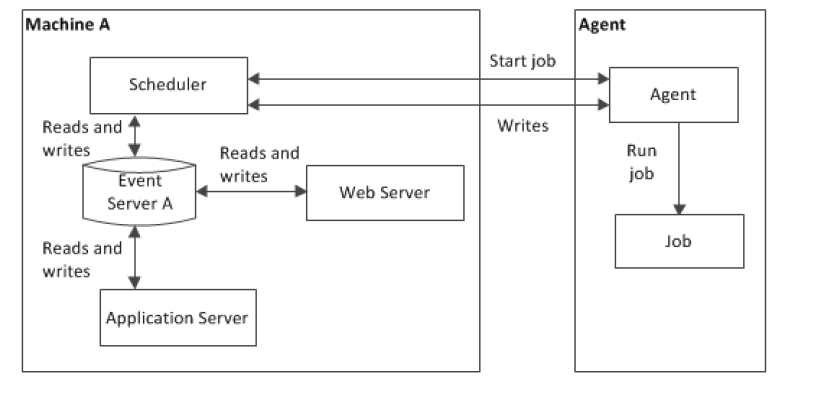 Machine A
Agent
Scheduler
Start job
Agent
Writes
Reads and
writes
Reads and
writes
Run
job
Event
Server A
Web Server
Job
Reads and
writes
Application Server